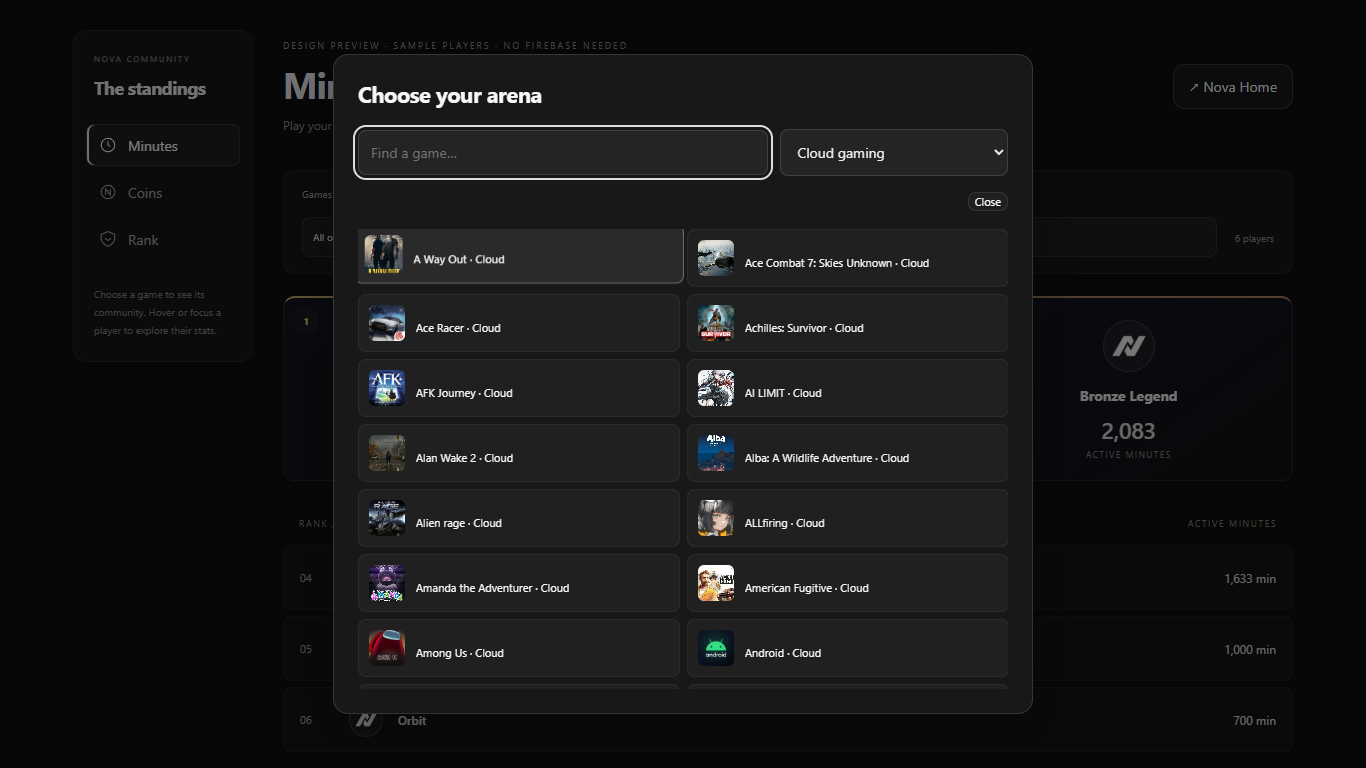 NOVA COMMUNITY
The standings
Minutes
Coins
Rank
Choose a game to see its
community. Hover or focus a
player to explore their stats.
DESIGN PREVIEW · SAMPLE PLAYERS · NO FIREBASE NEEDED
Play your
↗ Nova Home
Games
All o
6 players
Choose your arena
Find a game...
Cloud gaming
Close
A Way Out · Cloud
Ace Combat 7: Skies Unknown · Cloud
Ace Racer · Cloud
Achilles: Survivor · Cloud
AFK Journey · Cloud
AI LIMIT · Cloud
Alan Wake 2 · Cloud
Alba: A Wildlife Adventure · Cloud
Alien rage · Cloud
ALLfiring · Cloud
Amanda the Adventurer · Cloud
American Fugitive · Cloud
Among Us · Cloud
Android · Cloud
1
Bronze Legend
2,083
ACTIVE MINUTES
RANK
ACTIVE MINUTES
04
1,633 min
05
1,000 min
06
Orbit
700 min